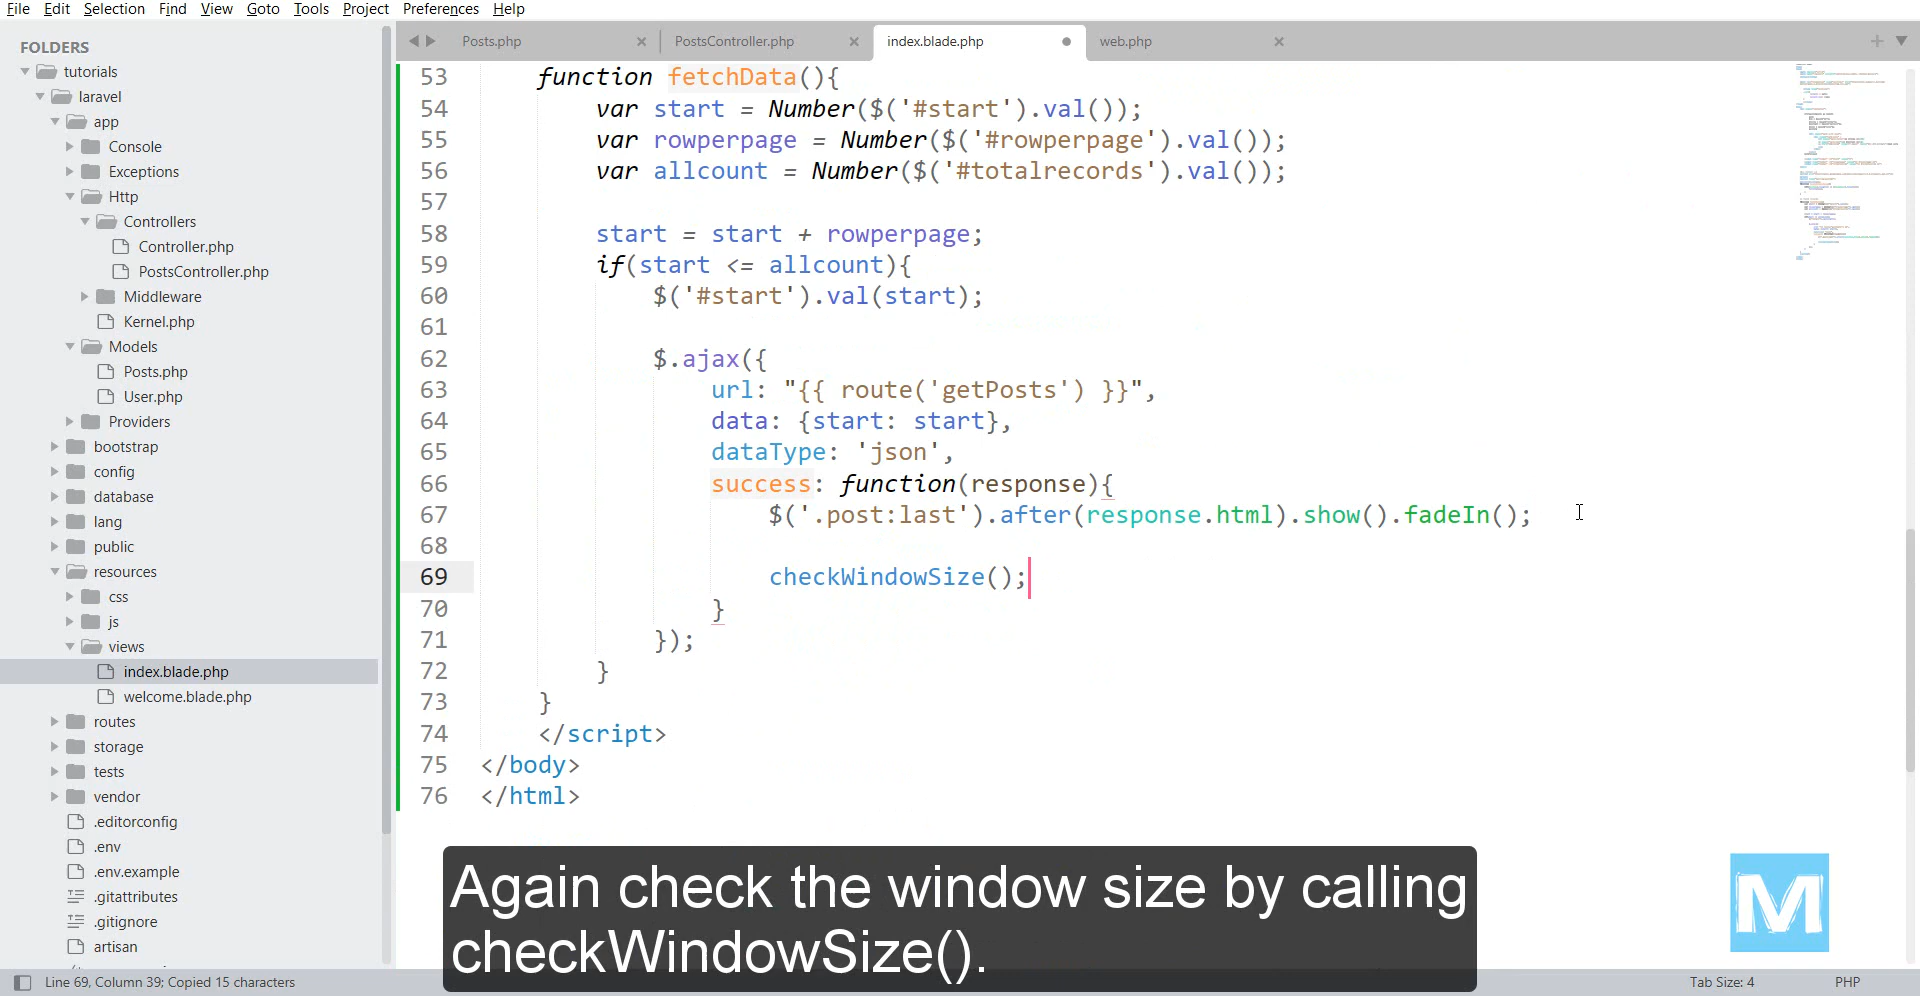 File Edit Selection Find View Goto Tools Project Preferences Help
FOLDERS
tutorials
laravel
app
Console
Exceptions
Http
Controllers
Controller.php
PostsController.php
Middleware
Kernel.php
Models
Posts.php
User.php
Providers
bootstrap
config
database
lang
public
resources
css
js
views
index.blade.php
welcome.blade.php
routes
storage
tests
vendor
.editorconfig
.env
.env.example
.gitattributes
.gitignore
artisan
Posts.php PostsController.php index.blade.php web.php
53 function fetchData(){
54 var start = Number($('#start').val());
55 var rowperpage = Number($('#rowperpage').val());
56 var allcount = Number($('#totalrecords').val());
57
58 start = start + rowperpage;
59 if(start <= allcount){
60 $('#start').val(start);
61
62 $.ajax({
63 url: "{{ route('getPosts') }}",
64 data: {start: start},
65 dataType: 'json',
66 success: function(response){
67 $('.post:last').after(response.html).show().fadeIn();
68
69 checkWindowSize();
70 }
71 });
72 }
73 }
74 </script>
75 </body>
76 </html>
Again check the window size by calling
checkWindowSize().
M
Line 69, Column 39; Copied 15 characters
Tab Size: 4 PHP